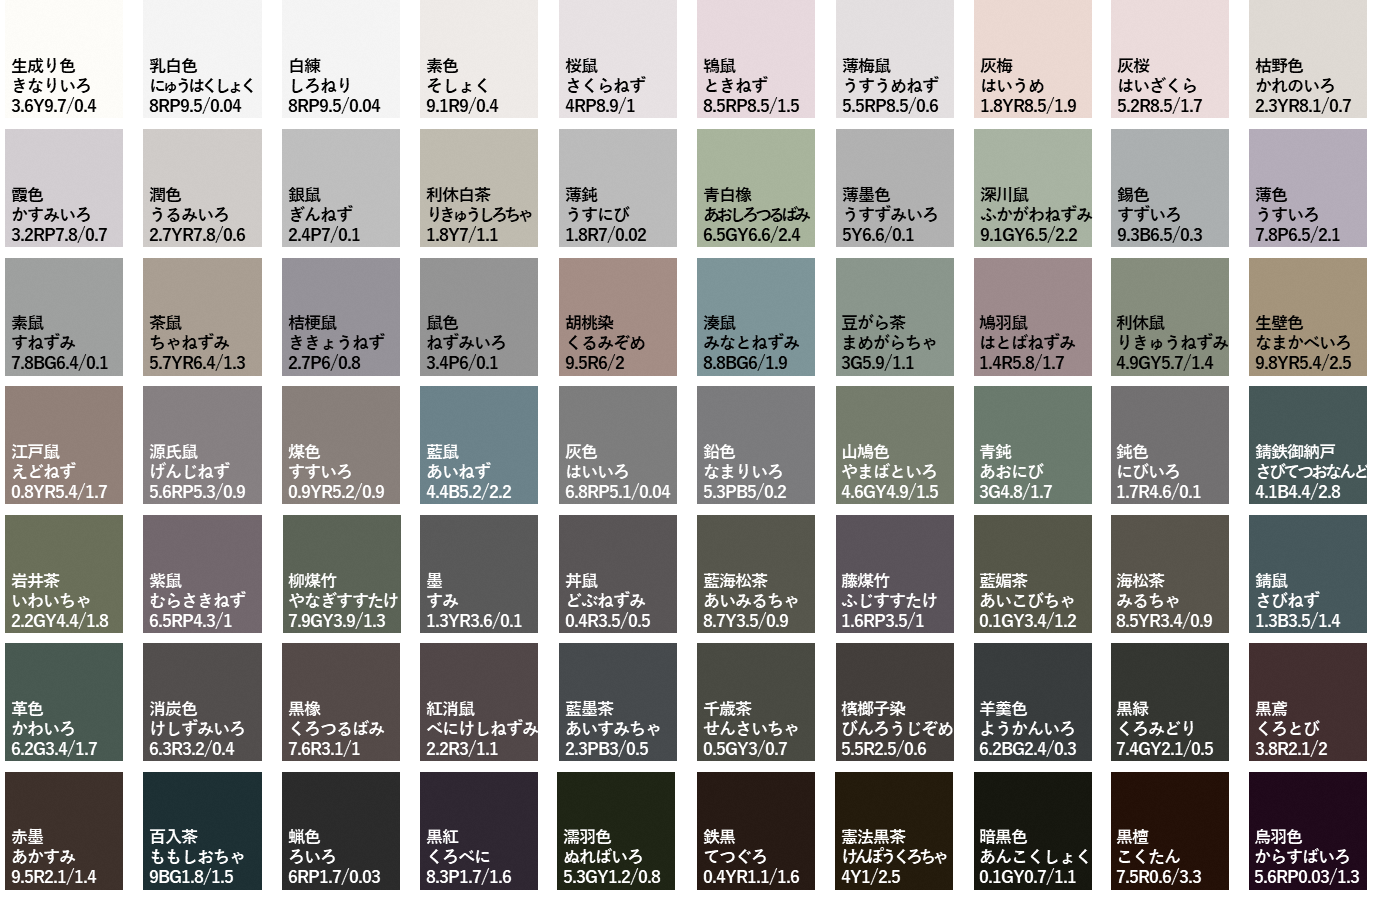 生成り色
きなりいろ
3.6Y9.7/0.4
乳白色
にゅうはくしょく
8RP9.5/0.04
白練
しろねり
8RP9.5/0.04
素色
そしょく
9.1R9/0.4
桜鼠
さくらねず
4RP8.9/1
鴇鼠
ときねず
8.5RP8.5/1.5
薄梅鼠
うすうめねず
5.5RP8.5/0.6
灰梅
はいうめ
1.8YR8.5/1.9
灰桜
はいざくら
5.2R8.5/1.7
枯野色
かれのいろ
2.3YR8.1/0.7
霞色
かすみいろ
3.2RP7.8/0.7
潤色
うるみいろ
2.7YR7.8/0.6
銀鼠
ぎんねず
2.4P7/0.1
利休白茶
りきゅうしろちゃ
1.8Y7/1.1
薄鈍
うすにび
1.8R7/0.02
青白橡
あおしろつるばみ
6.5GY6.6/2.4
薄墨色
うすずみいろ
5Y6.6/0.1
深川鼠
ふかがわねずみ
9.1GY6.5/2.2
錫色
すずいろ
9.3B6.5/0.3
薄色
うすいろ
7.8P6.5/2.1
素鼠
すねずみ
7.8BG6.4/0.1
茶鼠
ちゃねずみ
5.7YR6.4/1.3
桔梗鼠
ききょうねず
2.7P6/0.8
鼠色
ねずみいろ
3.4P6/0.1
胡桃染
くるみぞめ
9.5R6/2
湊鼠
みなとねずみ
8.8BG6/1.9
豆がら茶
まめがらちゃ
3G5.9/1.1
鳩羽鼠
はとばねずみ
1.4R5.8/1.7
利休鼠
りきゅうねずみ
4.9GY5.7/1.4
生壁色
なまかべいろ
9.8YR5.4/2.5
江戸鼠
えどねず
0.8YR5.4/1.7
源氏鼠
げんじねず
5.6RP5.3/0.9
煤色
すすいろ
0.9YR5.2/0.9
藍鼠
あいねず
4.4B5.2/2.2
灰色
はいいろ
6.8RP5.1/0.04
鉛色
なまりいろ
5.3PB5/0.2
山鳩色
やまばといろ
4.6GY4.9/1.5
青鈍
あおにび
3G4.8/1.7
鈍色
にびいろ
1.7R4.6/0.1
錆鉄御納戸
さびてつおなんど
4.1B4.4/2.8
岩井茶
いわいちゃ
2.2GY4.4/1.8
紫鼠
むらさきねず
6.5RP4.3/1
柳煤竹
やなぎすすたけ
7.9GY3.9/1.3
墨
すみ
1.3YR3.6/0.1
丼鼠
どぶねずみ
0.4R3.5/0.5
藍海松茶
あいみるちゃ
8.7Y3.5/0.9
藤煤竹
ふじすすたけ
1.6RP3.5/1
藍媚茶
あいこびちゃ
0.1GY3.4/1.2
海松茶
みるちゃ
8.5YR3.4/0.9
錆鼠
さびねず
1.3B3.5/1.4
革色
かわいろ
6.2G3.4/1.7
消炭色
けしずみいろ
6.3R3.2/0.4
黒橡
くろつるばみ
7.6R3.1/1
紅消鼠
べにけしねずみ
2.2R3/1.1
藍墨茶
あいすみちゃ
2.3PB3/0.5
千歳茶
せんさいちゃ
0.5GY3/0.7
檳榔子染
びんろうじぞめ
5.5R2.5/0.6
羊羹色
ようかんいろ
6.2BG2.4/0.3
黒緑
くろみどり
7.4GY2.1/0.5
黒鳶
くろとび
3.8R2.1/2
赤墨
あかすみ
9.5R2.1/1.4
百入茶
ももしおちゃ
9BG1.8/1.5
蝋色
ろいろ
6RP1.7/0.03
黒紅
くろべに
8.3P1.7/1.6
濡羽色
ぬればいろ
5.3GY1.2/0.8
鉄黒
てつぐろ
0.4YR1.1/1.6
憲法黒茶
けんぽうくろちゃ
4Y1/2.5
暗黒色
あんこくしょく
0.1GY0.7/1.1
黒檀
こくたん
7.5R0.6/3.3
烏羽色
からすばいろ
5.6RP0.03/1.3